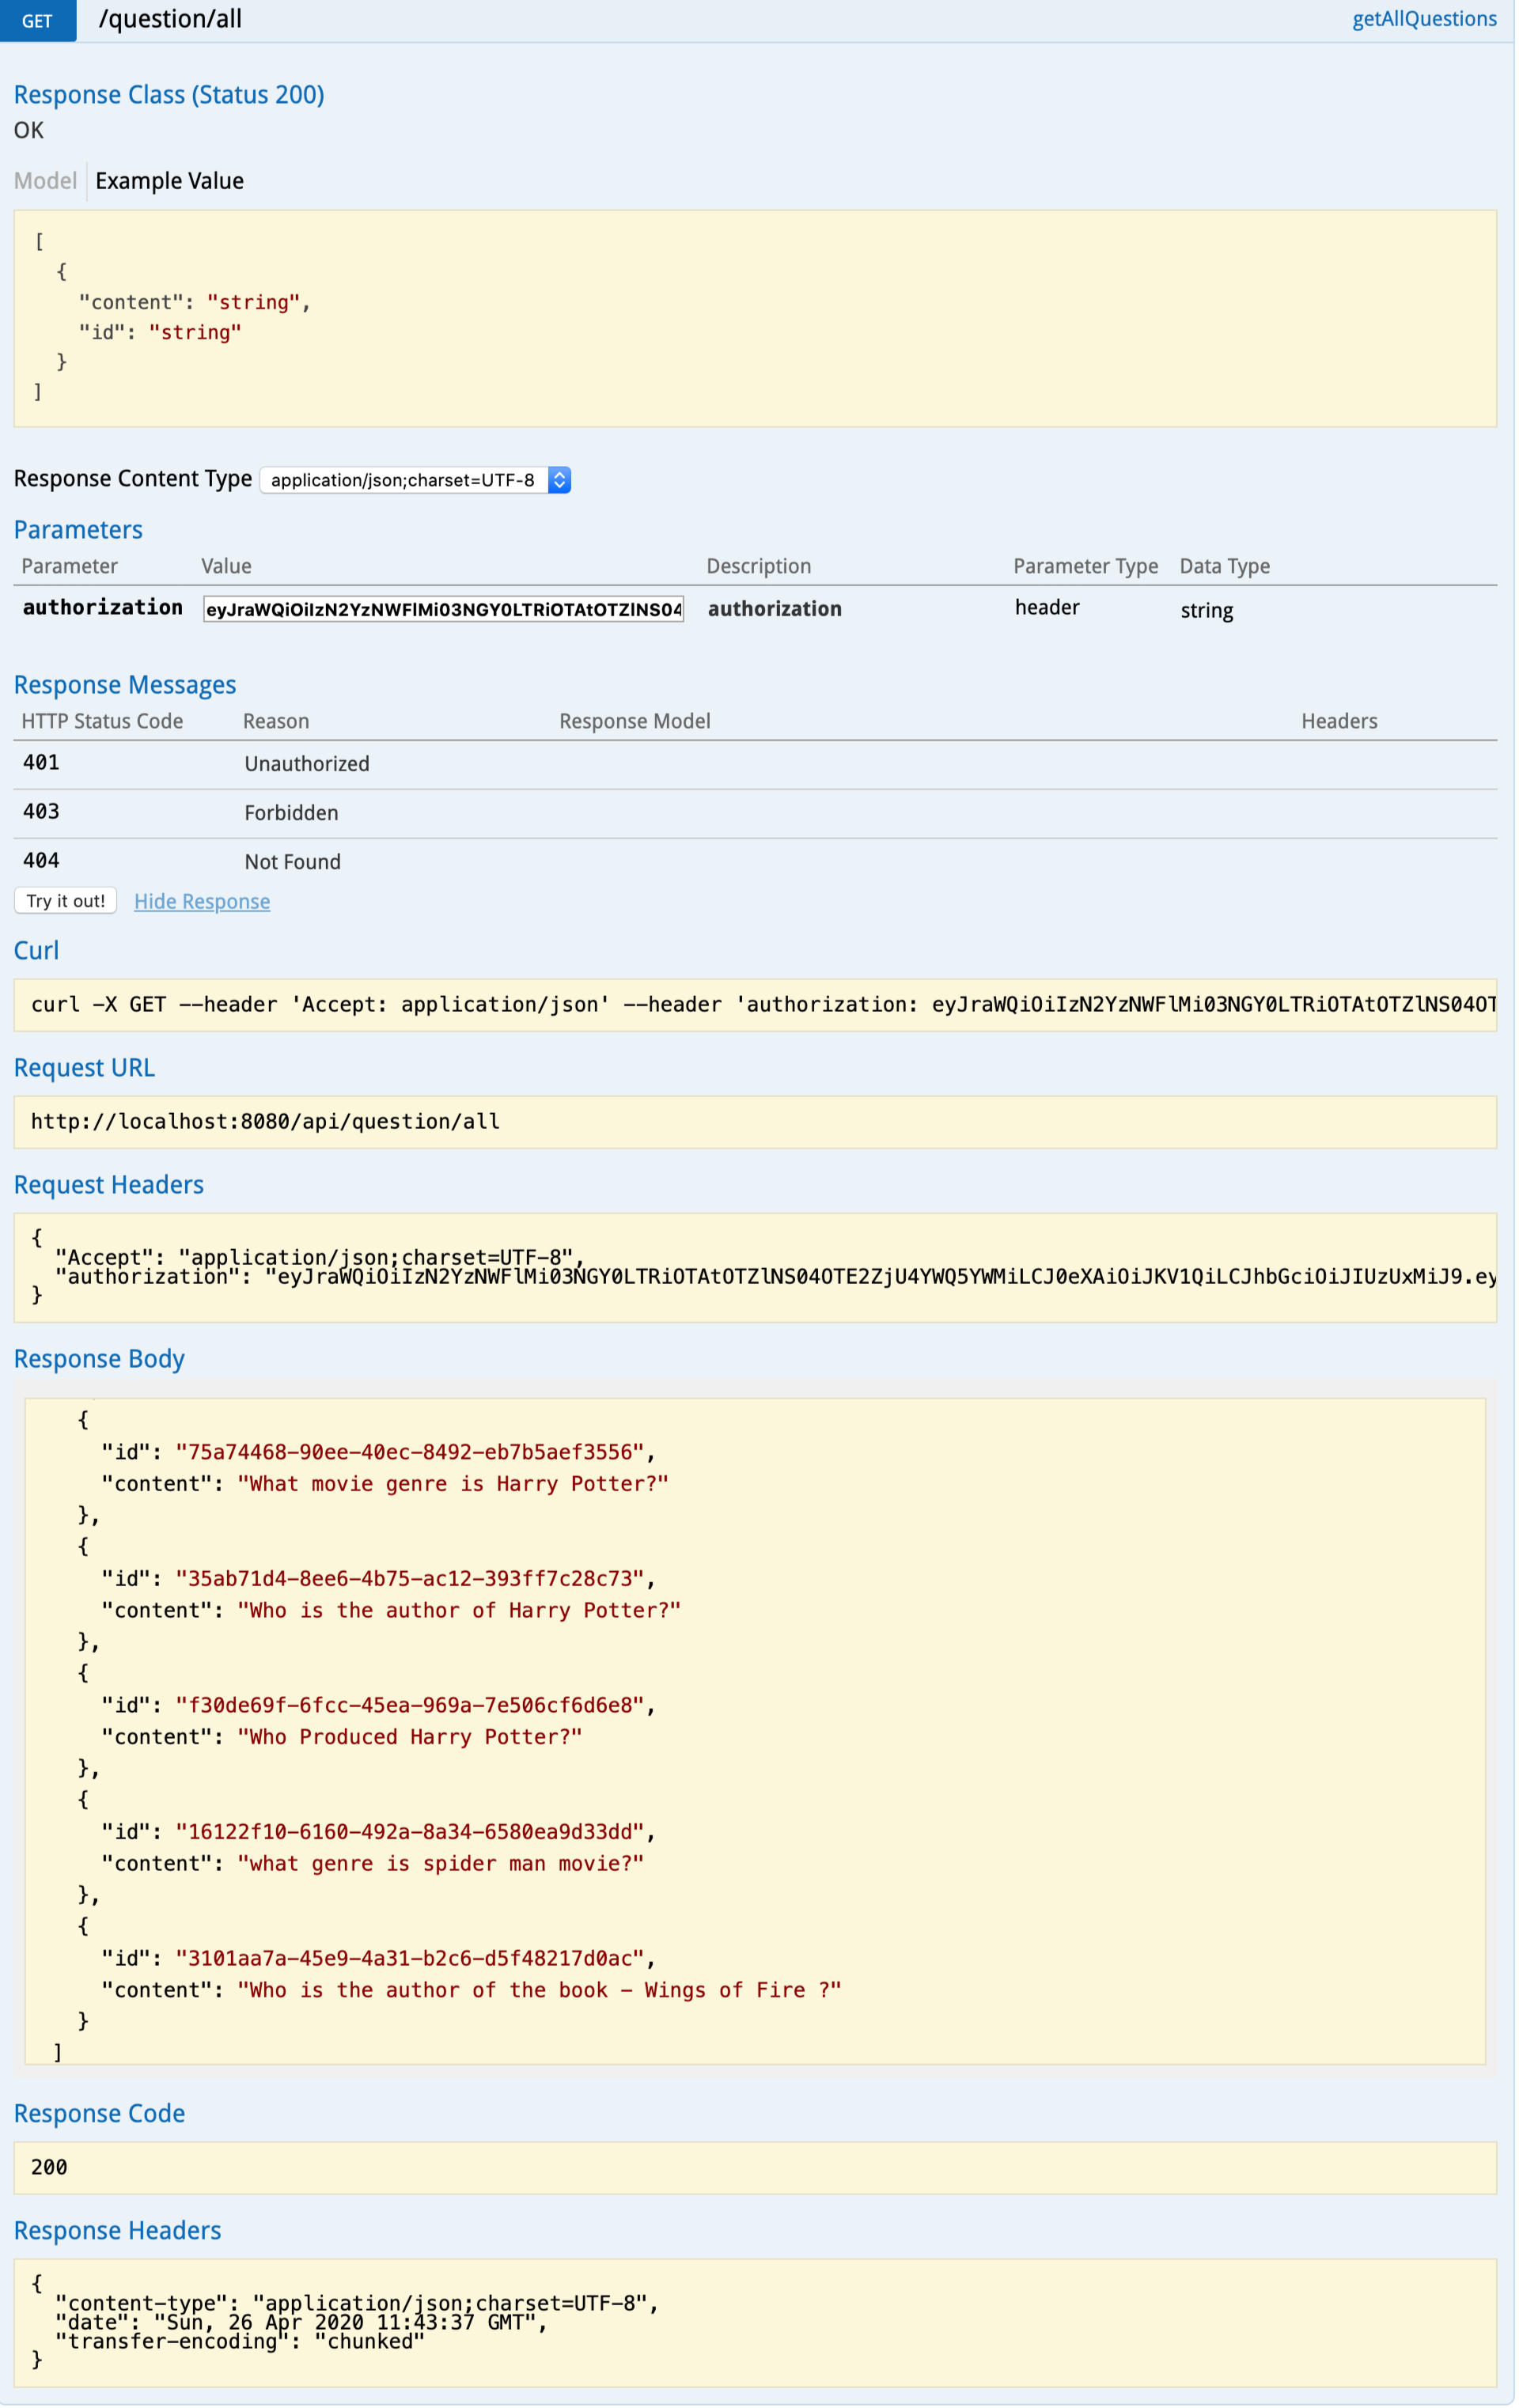 GET /question/all getAllQuestions
Response Class (Status 200)
OK
Model Example Value
[
{
"content": "string",
"id": "string"
}
]
Response Content Type application/json;charset=UTF-8
Parameters
Parameter Value Description Parameter Type Data Type
authorization eyJraWQiOiIzN2YzNWFlMi03NGY0LTRiOTAtOTZlNS04 authorization header string
Response Messages
HTTP Status Code Reason Response Model Headers
401 Unauthorized
403 Forbidden
404 Not Found
Try it out! Hide Response
Curl
curl -X GET --header 'Accept: application/json' --header 'authorization: eyJraWQiOiIzN2YzNWFlMi03NGY0LTRiOTAtOTZlNS04OT
Request URL
http://localhost:8080/api/question/all
Request Headers
{
"Accept": "application/json;charset=UTF-8",
"authorization": "eyJraWQiOiIzN2YzNWFlMi03NGY0LTRiOTAtOTZlNS04OTE2ZjU4YWQ5YWMiLCJ0eXAiOiJKV1QiLCJhbGciOiJIUzUxMiJ9.ey
}
Response Body
{
"id": "75a74468-90ee-40ec-8492-eb7b5aef3556",
"content": "What movie genre is Harry Potter?"
},
{
"id": "35ab71d4-8ee6-4b75-ac12-393ff7c28c73",
"content": "Who is the author of Harry Potter?"
},
{
"id": "f30de69f-6fcc-45ea-969a-7e506cf6d6e8",
"content": "Who Produced Harry Potter?"
},
{
"id": "16122f10-6160-492a-8a34-6580ea9d33dd",
"content": "what genre is spider man movie?"
},
{
"id": "3101aa7a-45e9-4a31-b2c6-d5f48217d0ac",
"content": "Who is the author of the book - Wings of Fire ?"
}
]
Response Code
200
Response Headers
{
"content-type": "application/json;charset=UTF-8",
"date": "Sun, 26 Apr 2020 11:43:37 GMT",
"transfer-encoding": "chunked"
}